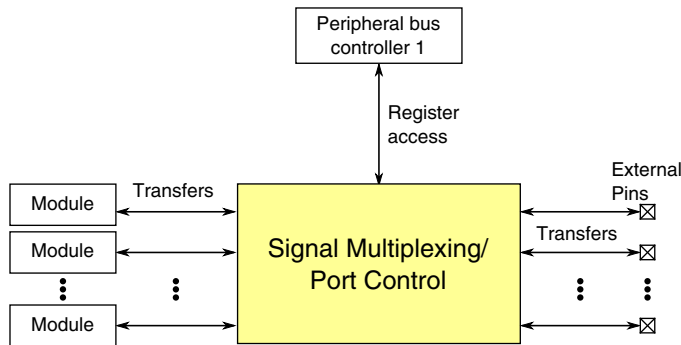 Peripheral bus
controller 1
Register
access
External
Pins
Module
Transfers
Transfers
Module
Signal Multiplexing/
Port Control
Module